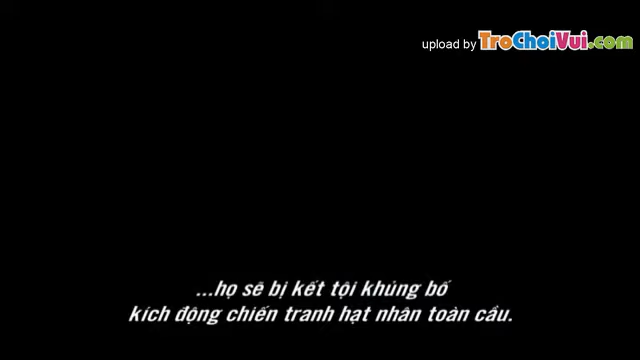 upload by TroChoiVui.com
...họ sẽ bị kết tội khủng bố
kích động chiến tranh hạt nhân toàn cầu.